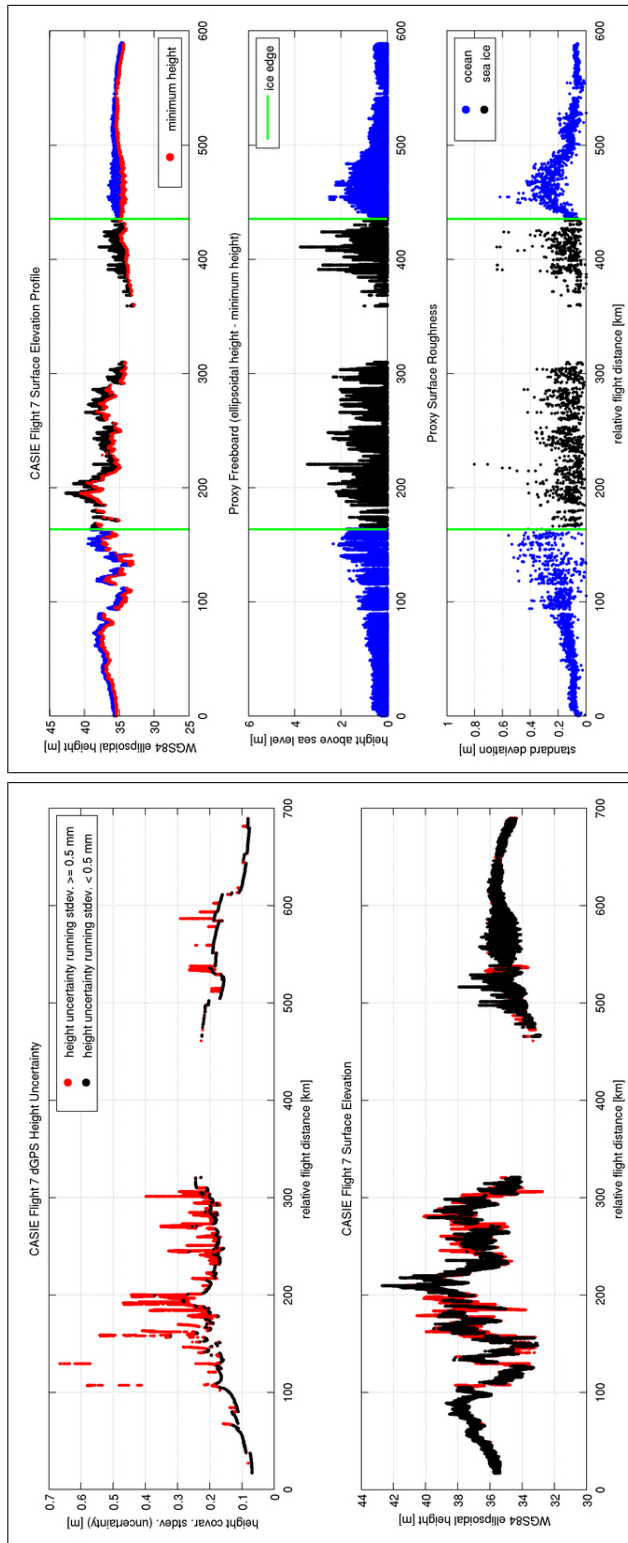 CASIE Flight 7 dGPS Height Uncertainty
height uncertainty running stdev. >= 0.5 mm
height uncertainty running stdev. < 0.5 mm
height covar. stdev. (uncertainty) [m]
0.7
0.6
0.5
0.4
0.3
0.2
0.1
0
0 100 200 300 400 500 600 700
relative flight distance [km]
CASIE Flight 7 Surface Elevation
WGS84 ellipsoidal height [m]
44
42
40
38
36
34
32
30
0 100 200 300 400 500 600 700
relative flight distance [km]
CASIE Flight 7 Surface Elevation Profile
minimum height
WGS84 ellipsoidal height [m]
45
40
35
30
25
0 100 200 300 400 500 600
Proxy Freeboard (ellipsoidal height - minimum height)
ice edge
height above sea level [m]
6
4
2
0
0 100 200 300 400 500 600
Proxy Surface Roughness
ocean
sea ice
standard deviation [m]
1
0.8
0.6
0.4
0.2
0
0 100 200 300 400 500 600
relative flight distance [km]